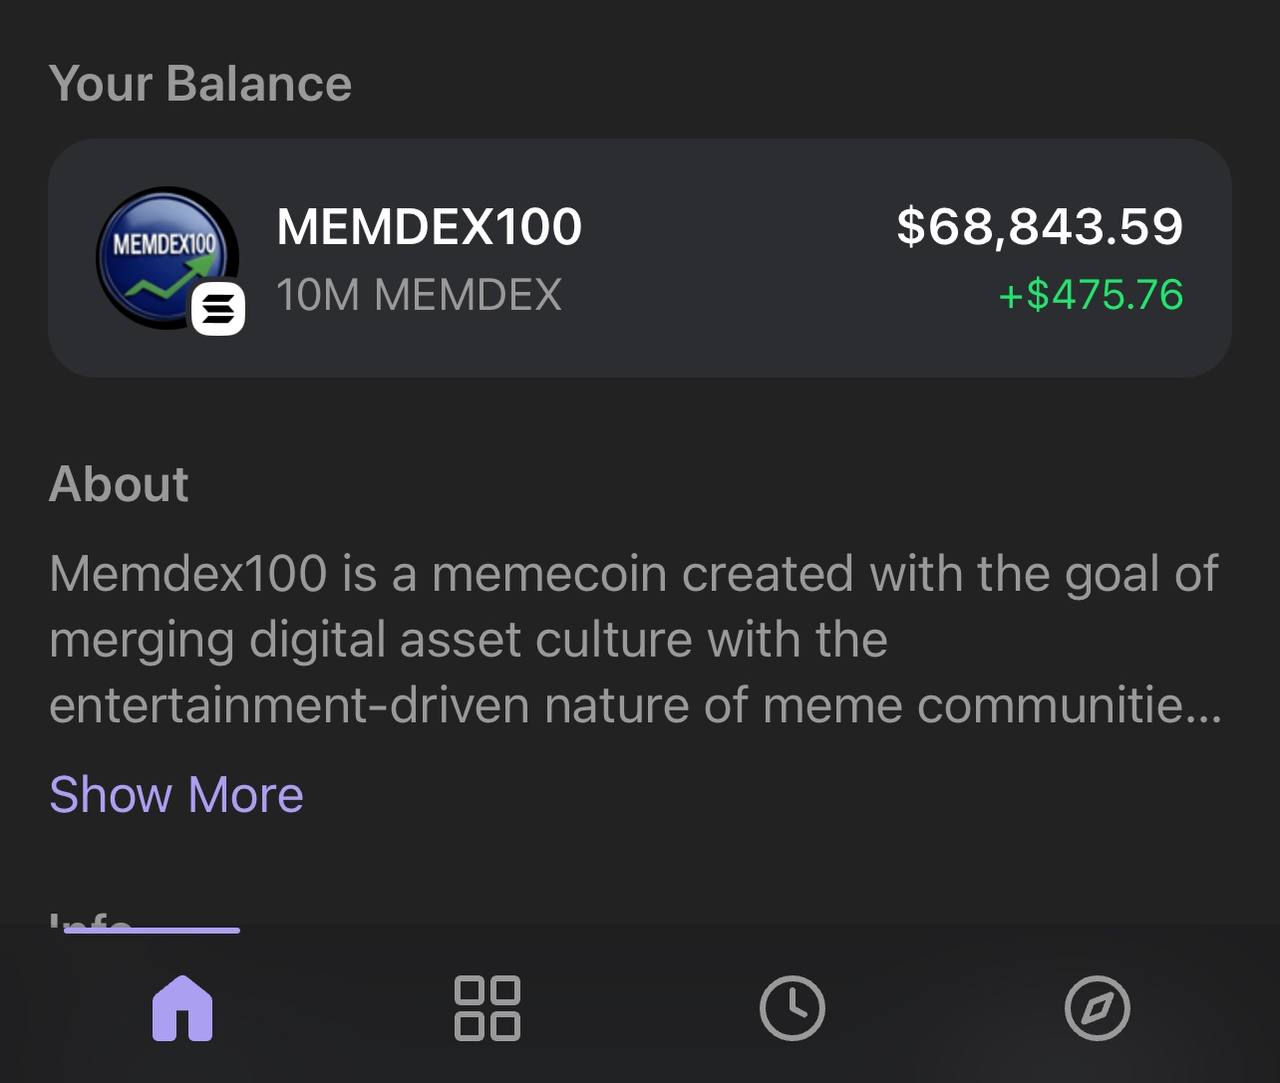 Your Balance
MEMDEX100
MEMDEX100
$68,843.59
10M MEMDEX
+$475.76
About
Memdex100 is a memecoin created with the goal of
merging digital asset culture with the
entertainment-driven nature of meme communitie...
Show More
Info